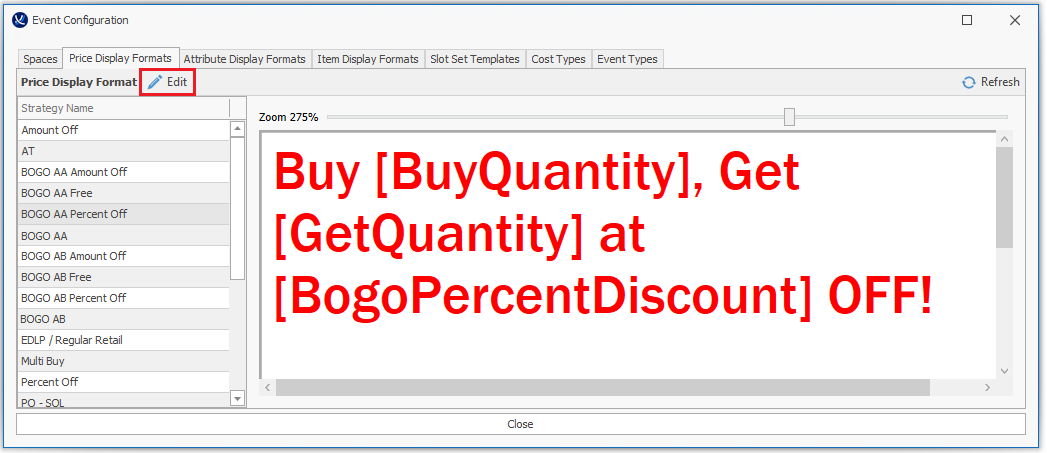 Event Configuration
Spaces Price Display Formats Attribute Display Formats Item Display Formats Slot Set Templates Cost Types Event Types
Price Display Format Edit Refresh
Strategy Name
Zoom 275%
Amount Off
AT
BOGO AA Amount Off
BOGO AA Free
BOGO AA Percent Off
BOGO AA
BOGO AB Amount Off
BOGO AB Free
BOGO AB Percent Off
BOGO AB
EDLP / Regular Retail
Multi Buy
Percent Off
PO - SOL
Buy [BuyQuantity], Get
[GetQuantity] at
[BogoPercentDiscount] OFF!
Close